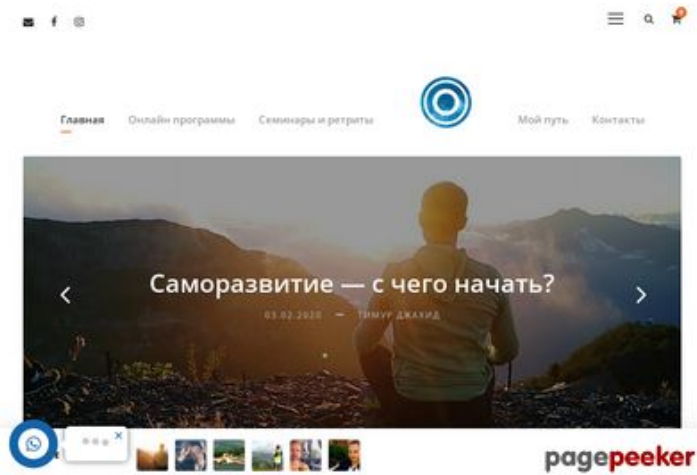 Главная Онлайн программы Семинары и ретриты Мой путь Контакты
Саморазвитие — с чего начать?
03.02.2020 — ТИМУР ДЖАХИД
pagepeeker